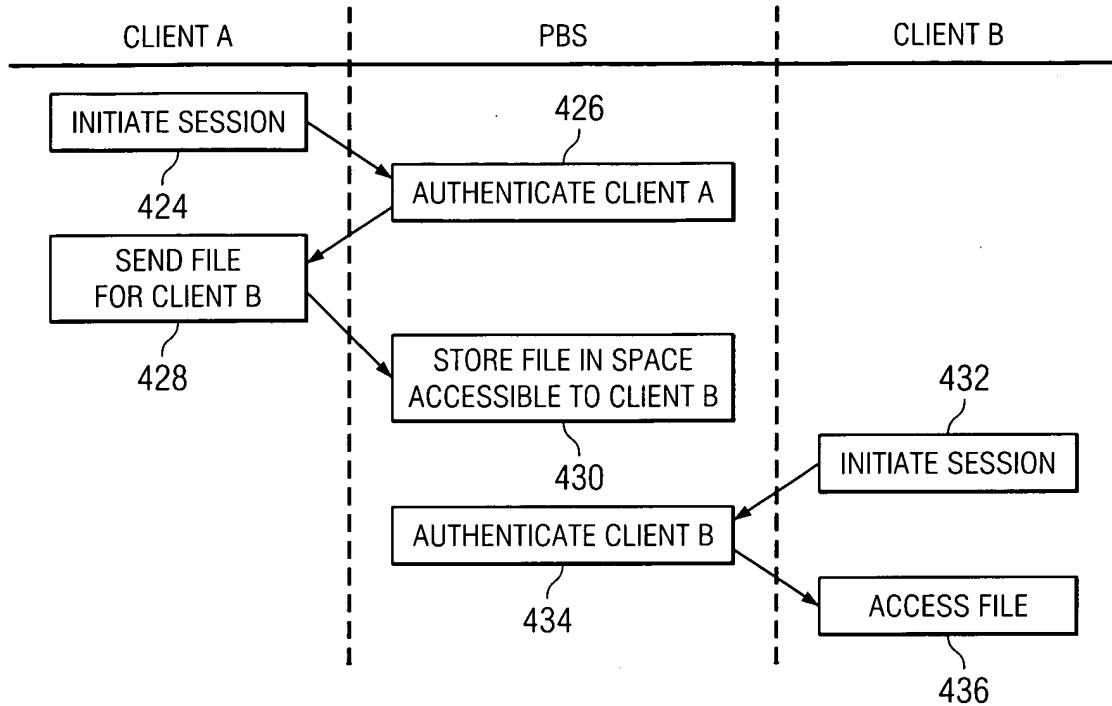 CLIENT A
PBS
CLIENT B
INITIATE SESSION
424
426
AUTHENTICATE CLIENT A
SEND FILE
FOR CLIENT B
428
STORE FILE IN SPACE
ACCESSIBLE TO CLIENT B
430
432
INITIATE SESSION
AUTHENTICATE CLIENT B
434
ACCESS FILE
436